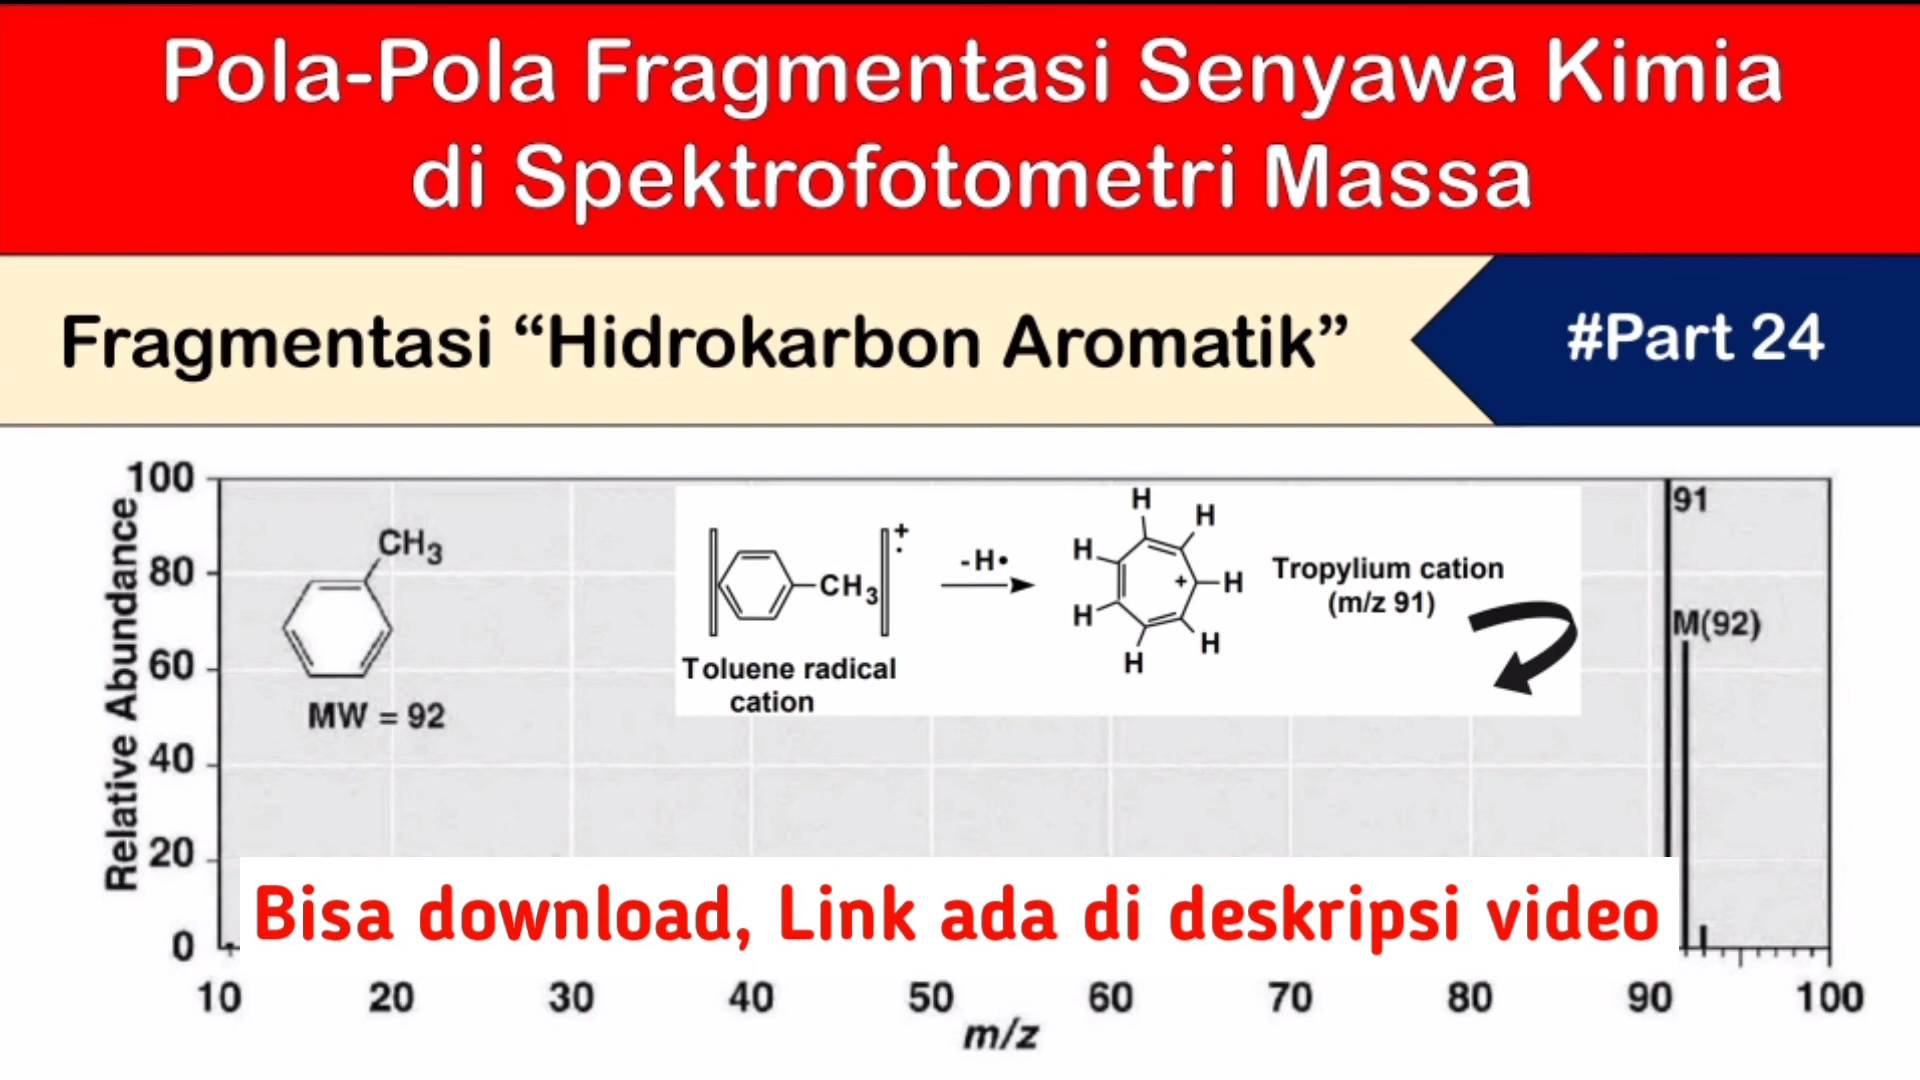 Pola-Pola Fragmentasi Senyawa Kimia
di Spektrofotometri Massa
Fragmentasi “Hidrokarbon Aromatik”
#Part 24
Relative Abundance
100
80
60
40
20
0
CH3
MW = 92
CH3
+
·
Toluene radical
cation
-H•
H
H
H
H
H
H
H
+
Tropylium cation
(m/z 91)
91
M(92)
Bisa download, Link ada di deskripsi video
10 20 30 40 50 60 70 80 90 100
m/z